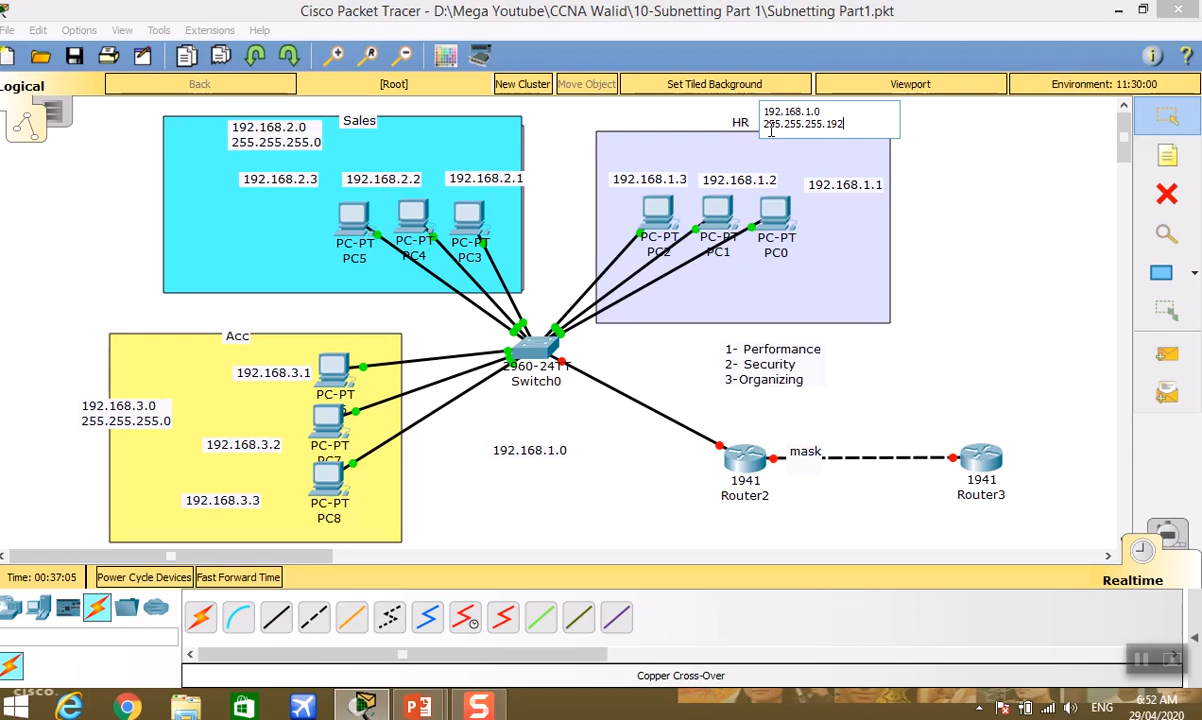 Cisco Packet Tracer - D:\Mega Youtube\CCNA Walid\10-Subnetting Part 1\Subnetting Part1.pkt
File Edit Options View Tools Extensions Help
Logical Back [Root] New Cluster Move Object Set Tiled Background Viewport Environment: 11:30:00
Sales
192.168.2.0
255.255.255.0
192.168.2.3 192.168.2.2 192.168.2.1
PC-PT
PC5
PC-PT
PC4
PC-PT
PC3
HR
192.168.1.0
255.255.255.192
192.168.1.3 192.168.1.2 192.168.1.1
PC-PT
PC2
PC-PT
PC1
PC-PT
PC0
Acc
192.168.3.0
255.255.255.0
192.168.3.1
PC-PT
192.168.3.2
PC-PT
PC7
192.168.3.3
PC-PT
PC8
2960-24TT
Switch0
1- Performance
2- Security
3-Organizing
192.168.1.0
mask
1941
Router2
1941
Router3
Time: 00:37:05 Power Cycle Devices Fast Forward Time
Realtime
Copper Cross-Over
CISCO
ENG
6:52 AM
29/04/2020